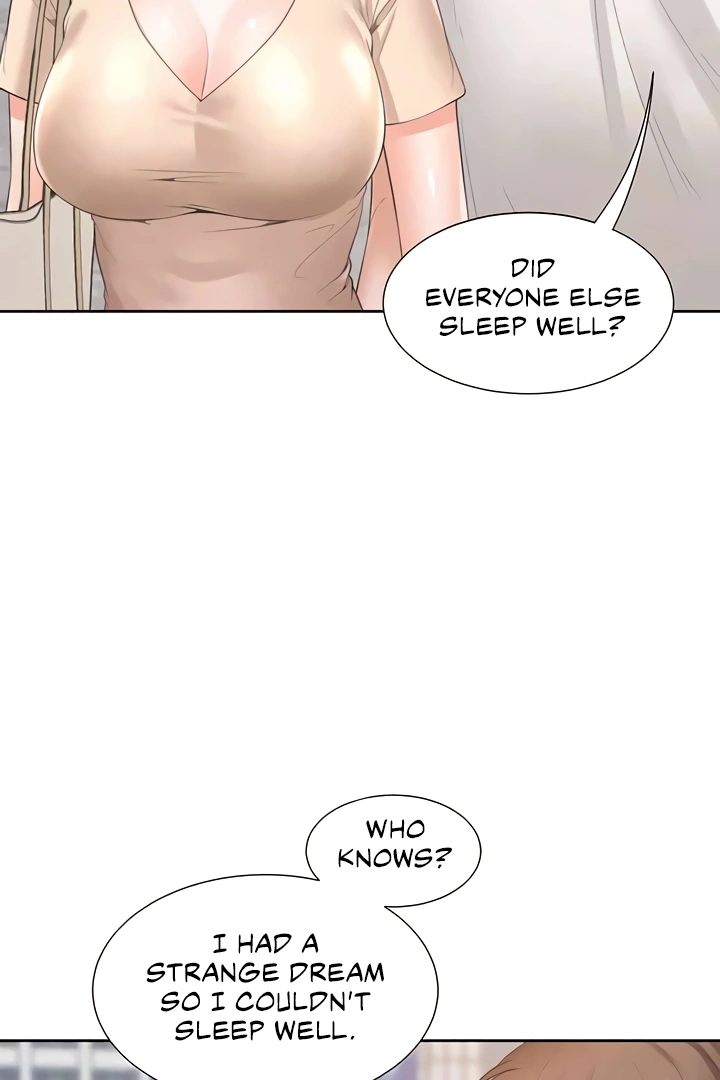 DID
EVERYONE ELSE
SLEEP WELL?
WHO
KNOWS?
I HAD A
STRANGE DREAM
SO I COULDN'T
SLEEP WELL.